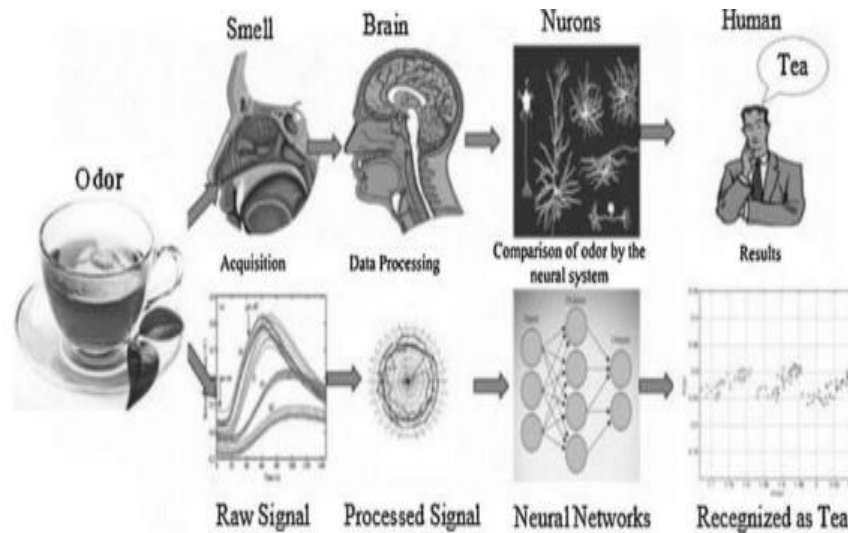 Smell
Brain
Nurons
Human
Tea
Odor
Acquisition
Data Processing
Comparison of odor by the
neural system
Results
Raw Signal
Processed Signal
Neural Networks
Recegnized as Tea